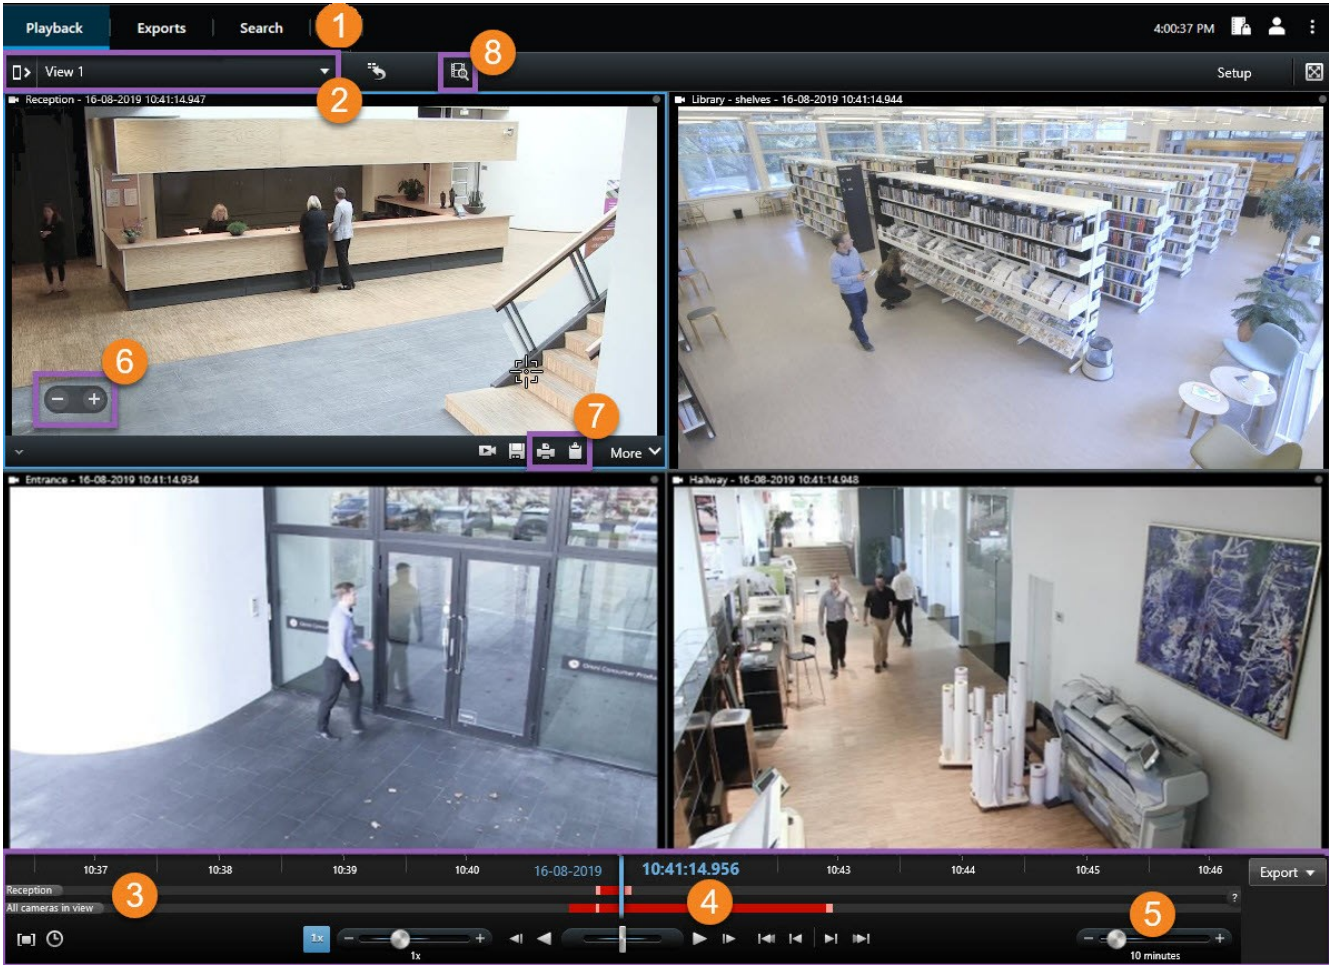 Playback Exports Search 1 4:00:37 PM
View 1 8 Setup
2
Reception - 16-08-2019 10:41:14.947
Library - shelves - 16-08-2019 10:41:14.944
6
7
More
Entrance - 16-08-2019 10:41:14.934
Hallway - 16-08-2019 10:41:14.948
Omni Consumer Produ
10:37 10:38 10:39 10:40 16-08-2019 10:41:14.956 10:43 10:44 10:45 10:46 Export
Reception 3 4 5 ?
All cameras in view
1x
1x 10 minutes